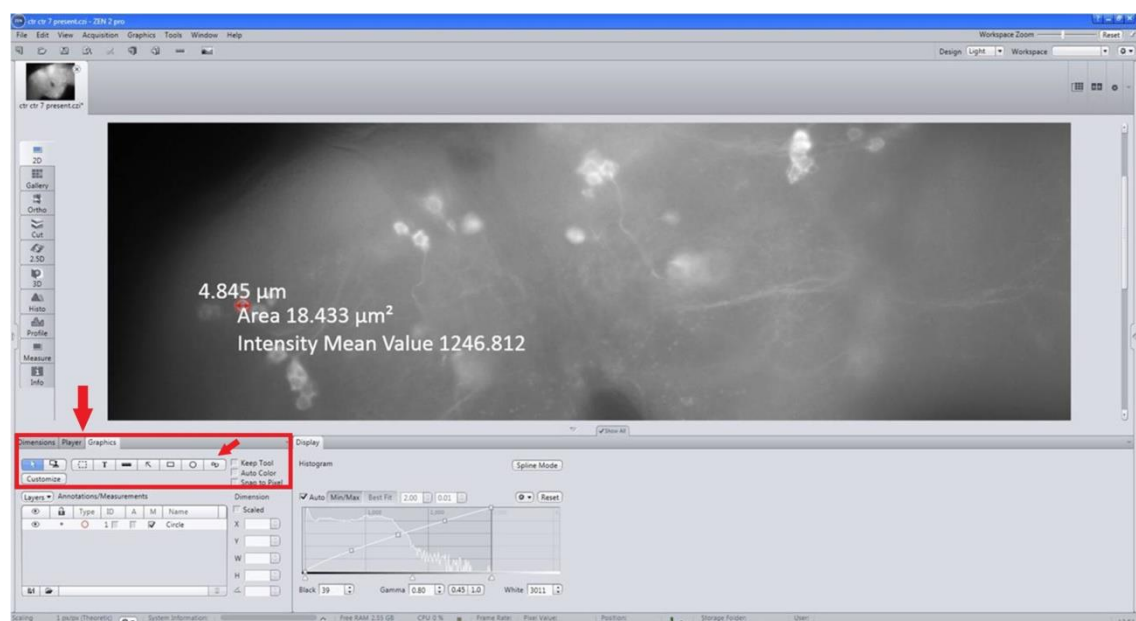 ctr ctr 7 present.czi - ZEN 2 pro
File Edit View Acquisition Graphics Tools Window Help
Workspace Zoom Reset
Design Light Workspace
ctr ctr 7 present.czi*
2D
Gallery
Ortho
Cut
2.5D
3D
Histo
Profile
Measure
Info
4.845 µm
Area 18.433 µm²
Intensity Mean Value 1246.812
Show All
Dimensions Player Graphics
T
Keep Tool
Auto Color
Snap to Pixel
Customize
Layers Annotations/Measurements
Type ID A M Name
1 Circle
Dimension
Scaled
X
Y
W
H
Display
Histogram
Spline Mode
Auto Min/Max Best Fit 2.00 0.01 Reset
Black 39 Gamma 0.80 0.45 1.0 White 3011
Scaling 1 px/px (Theoretic) System Information: Free RAM 2.55 GB CPU 0 % Frame Rate: Pixel Value: Position: Storage Folder: User: